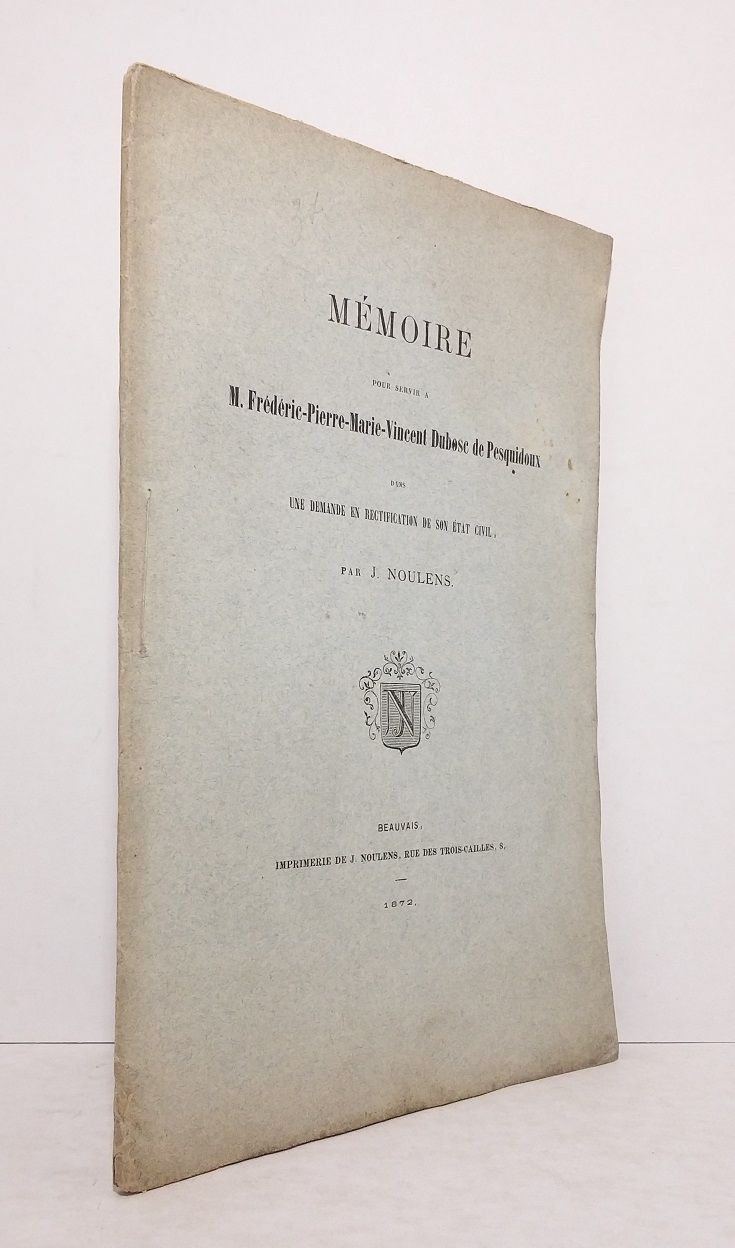 MÉMOIRE
POUR SERVIR A
M. Frédéric-Pierre-Marie-Vincent Dubosc de Pesquidoux
DANS
UNE DEMANDE EN RECTIFICATION DE SON ÉTAT CIVIL,
PAR J. NOULENS.
JN
BEAUVAIS,
IMPRIMERIE DE J. NOULENS, RUE DES TROIS-CAILLES, 8.
1872.